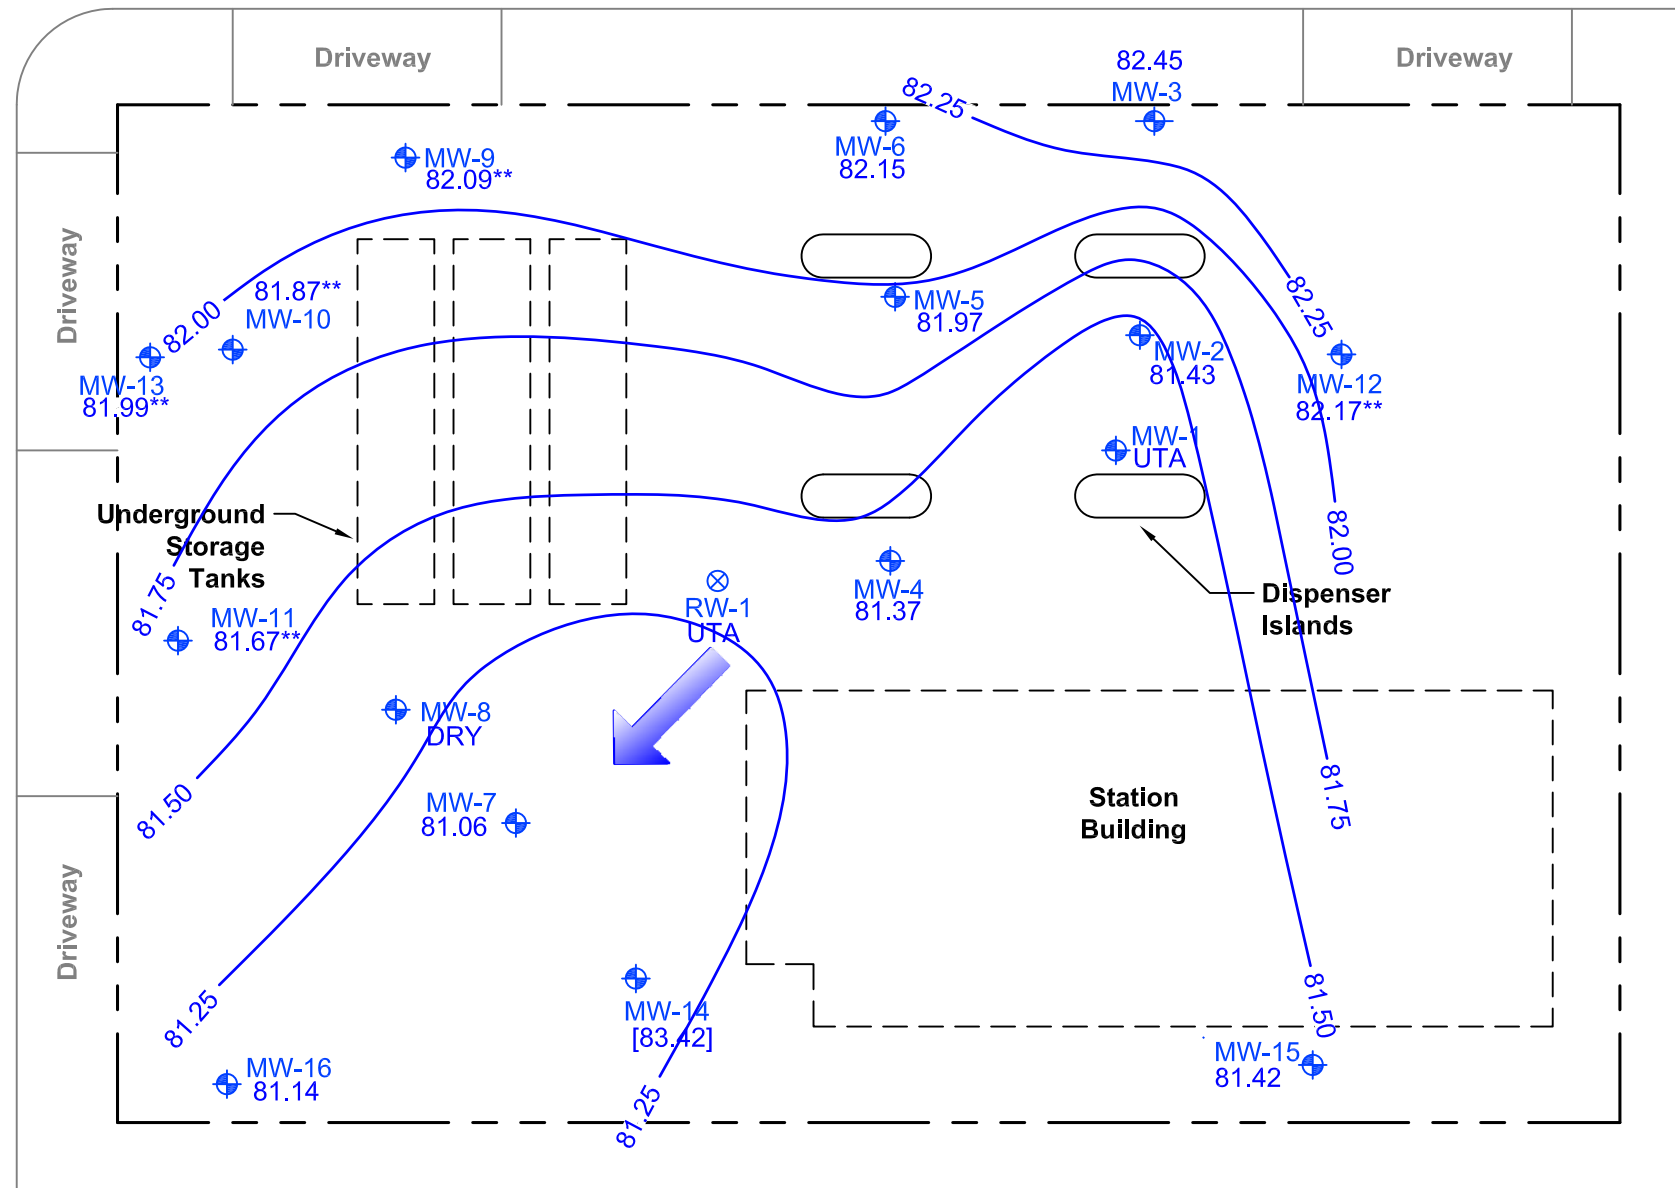 Driveway
Driveway
82.45
MW-3
82.25
MW-6
82.15
MW-9
82.09**
Driveway
82.00
81.87**
MW-10
MW-13
81.99**
MW-5
81.97
82.25
MW-2
81.43
MW-12
82.17**
MW-1
UTA
82.00
Underground
Storage
Tanks
81.75
MW-11
81.67**
RW-1
UTA
MW-4
81.37
Dispenser
Islands
MW-8
DRY
81.50
MW-7
81.06
Station
Building
81.75
Driveway
81.25
MW-14
[83.42]
81.50
MW-16
81.14
81.25
MW-15
81.42